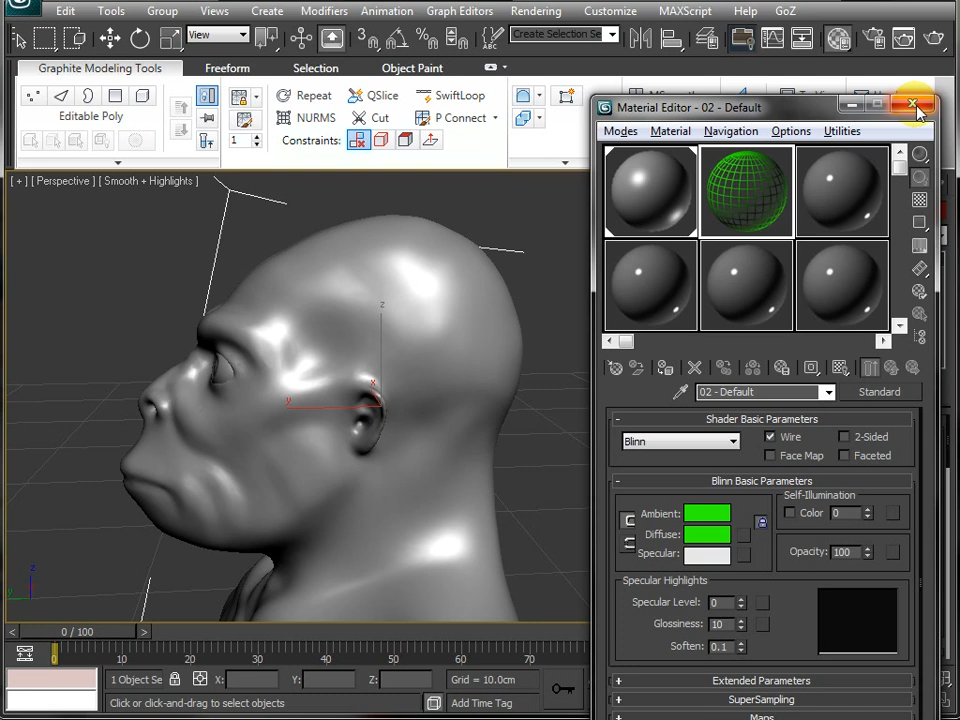 Edit Tools Group Views Create Modifiers Animation Graph Editors Rendering Customize MAXScript Help GoZ
View
3
Create Selection Se
Graphite Modeling Tools Freeform Selection Object Paint
Repeat QSlice SwiftLoop
NURMS Cut P Connect
Editable Poly
1 Constraints:
Material Editor - 02 - Default
Modes Material Navigation Options Utilities
[ + ] [ Perspective ] [ Smooth + Highlights ]
z
x
y
z
y
02 - Default Standard
- Shader Basic Parameters
Blinn Wire 2-Sided
Face Map Faceted
- Blinn Basic Parameters
Self-Illumination
Ambient: Color 0
Diffuse:
Specular: Opacity: 100
Specular Highlights
Specular Level: 0
Glossiness: 10
Soften: 0.1
+ Extended Parameters
+ SuperSampling
+ Maps
< 0 / 100 >
0 10 20 30 40 50 60 70
1 Object Se X: Y: Z: Grid = 10.0cm
Click or click-and-drag to select objects Add Time Tag